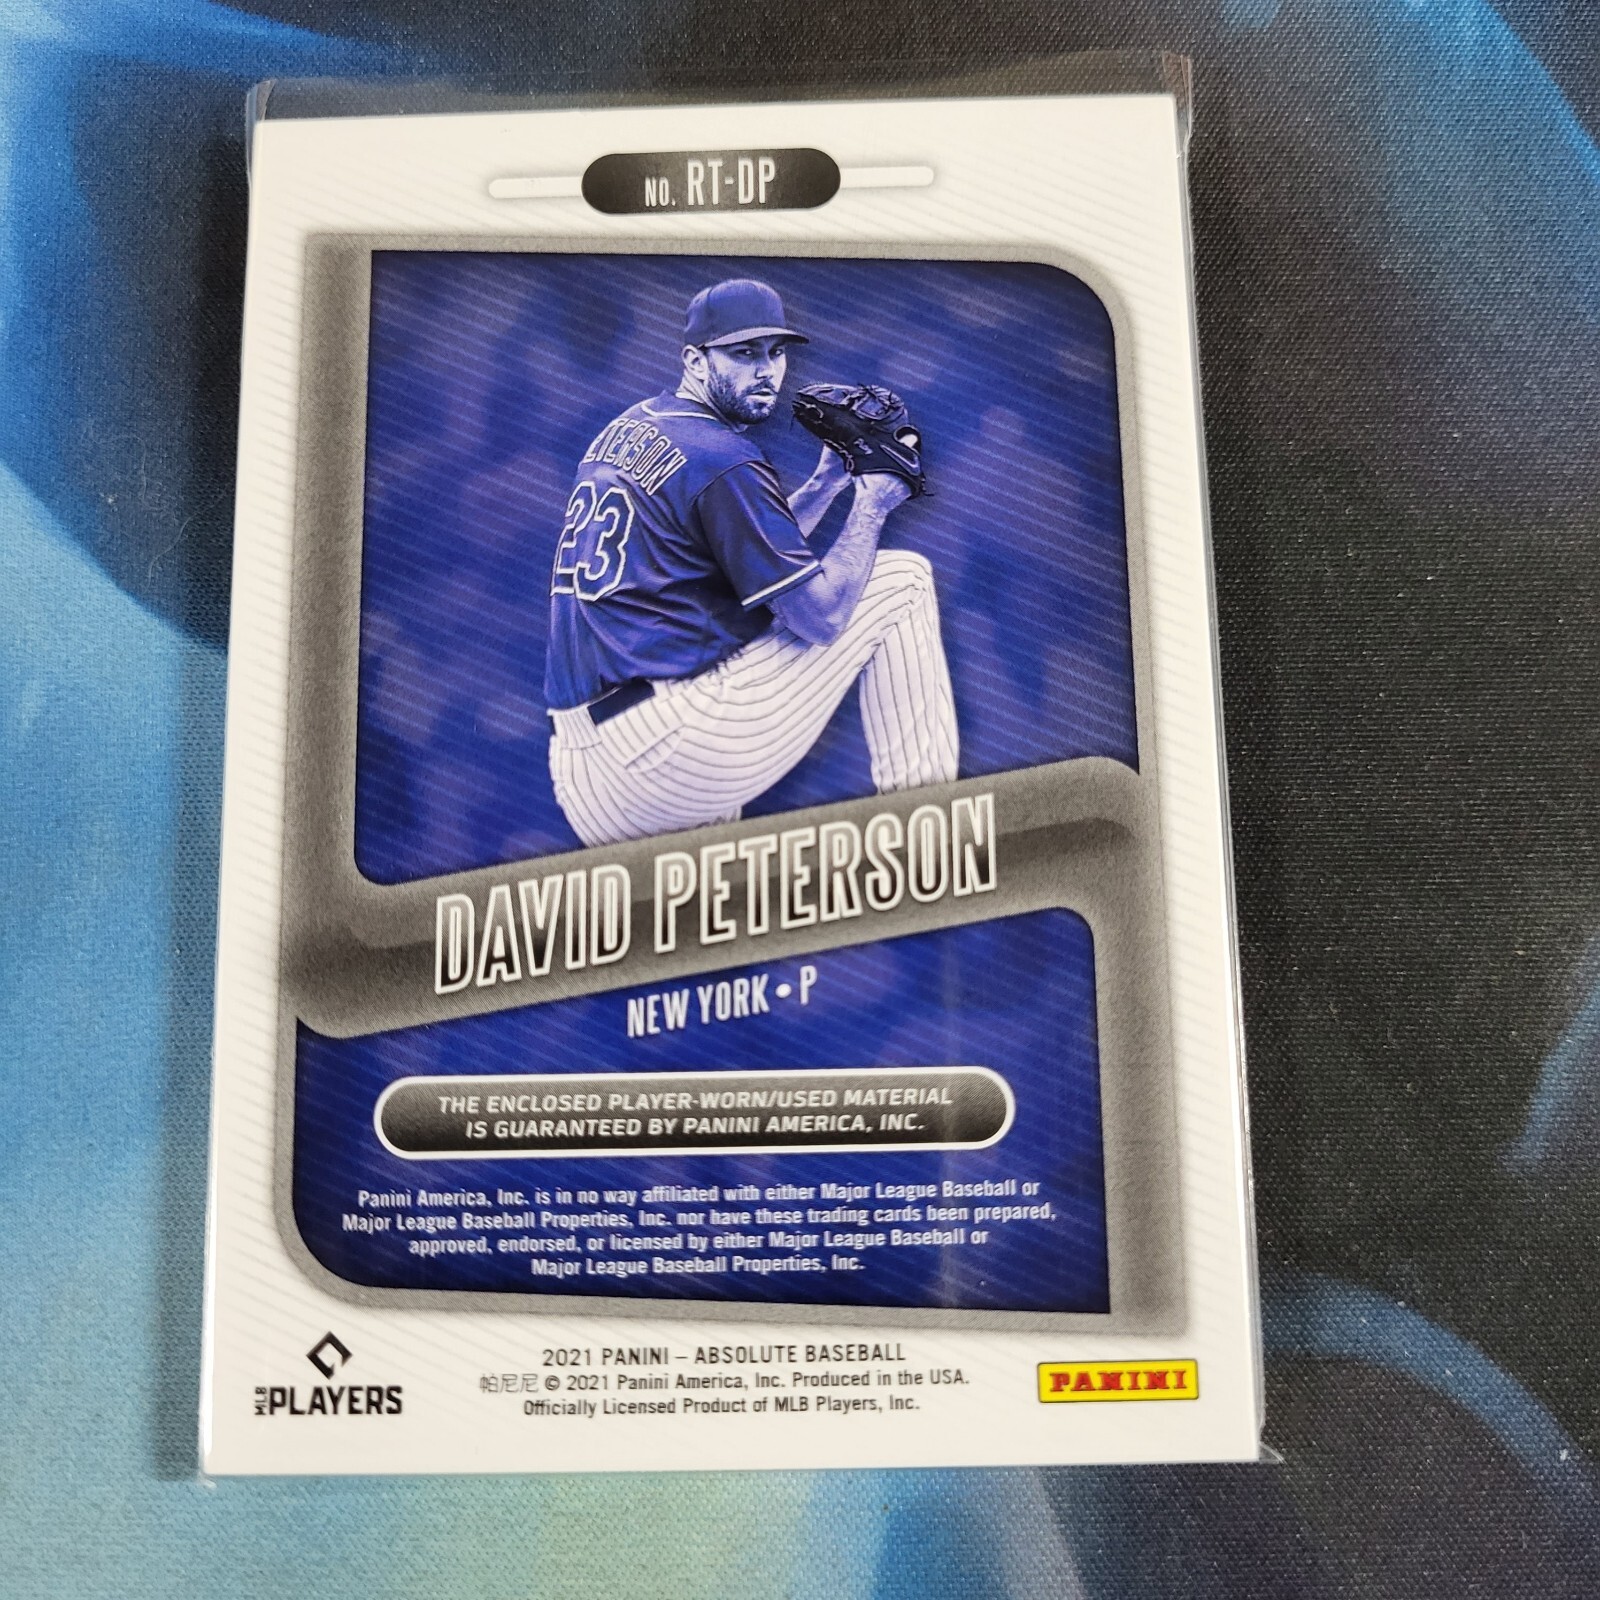 NO. RT-DP
ETERSON
23
DAVID PETERSON
NEW YORK • P
THE ENCLOSED PLAYER-WORN/USED MATERIAL
IS GUARANTEED BY PANINI AMERICA, INC.
Panini America, Inc. is in no way affiliated with either Major League Baseball or
Major League Baseball Properties, Inc. nor have these trading cards been prepared,
approved, endorsed, or licensed by either Major League Baseball or
Major League Baseball Properties, Inc.
2021 PANINI – ABSOLUTE BASEBALL
帕尼尼 © 2021 Panini America, Inc. Produced in the USA.
Officially Licensed Product of MLB Players, Inc.
MLB PLAYERS
PANINI